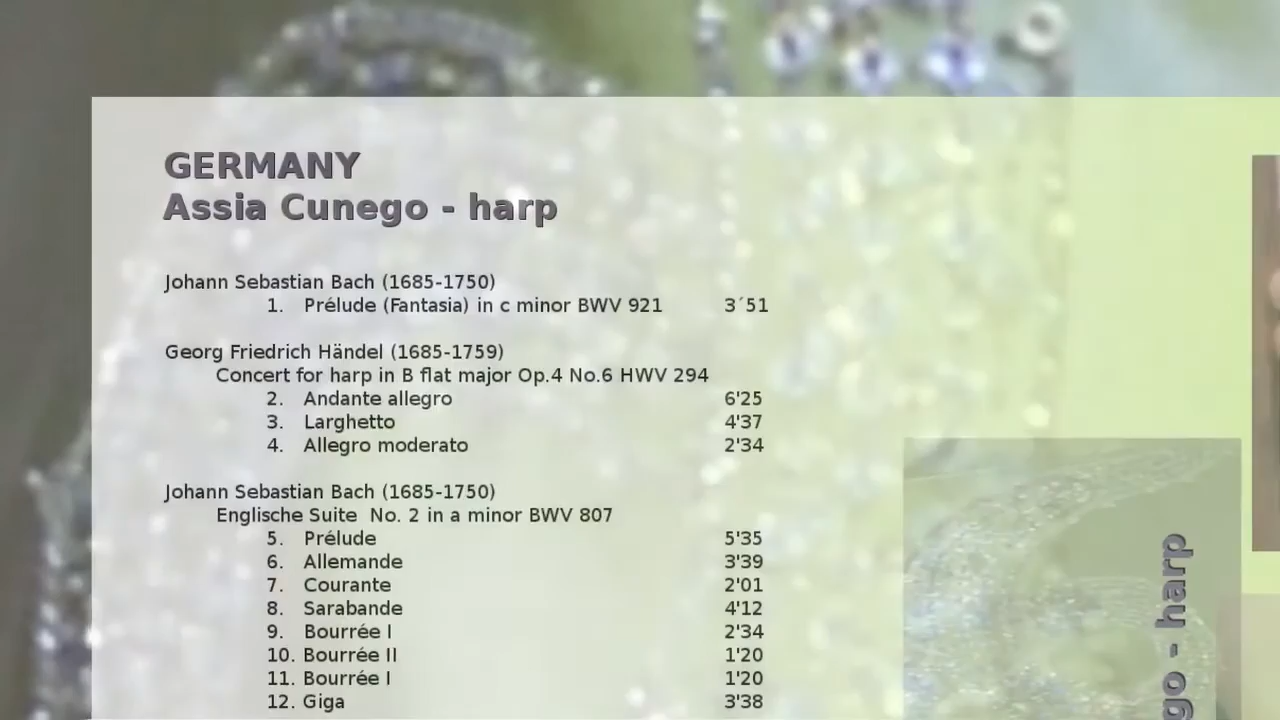 GERMANY
Assia Cunego - harp
Johann Sebastian Bach (1685-1750)
1. Prélude (Fantasia) in c minor BWV 921 3´51
Georg Friedrich Händel (1685-1759)
Concert for harp in B flat major Op.4 No.6 HWV 294
2. Andante allegro 6'25
3. Larghetto 4'37
4. Allegro moderato 2'34
Johann Sebastian Bach (1685-1750)
Englische Suite No. 2 in a minor BWV 807
5. Prélude 5'35
6. Allemande 3'39
7. Courante 2'01
8. Sarabande 4'12
9. Bourrée I 2'34
10. Bourrée II 1'20
11. Bourrée I 1'20
12. Giga 3'38
go - harp